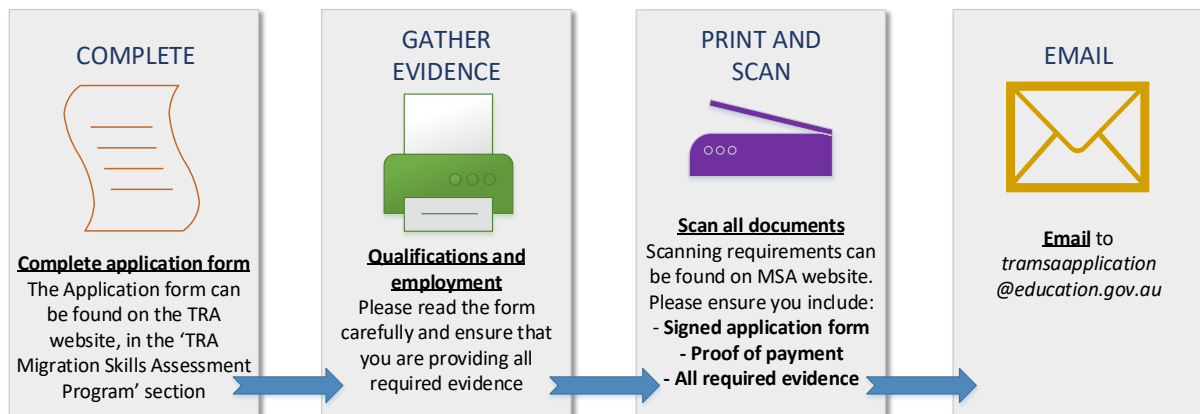 COMPLETE
Complete application form
The Application form can
be found on the TRA
website, in the ‘TRA
Migration Skills Assessment
Program’ section
GATHER
EVIDENCE
Qualifications and
employment
Please read the form
carefully and ensure that
you are providing all
required evidence
PRINT AND
SCAN
Scan all documents
Scanning requirements can
be found on MSA website.
Please ensure you include:
- Signed application form
- Proof of payment
- All required evidence
EMAIL
Email to
tramsaapplication
@education.gov.au